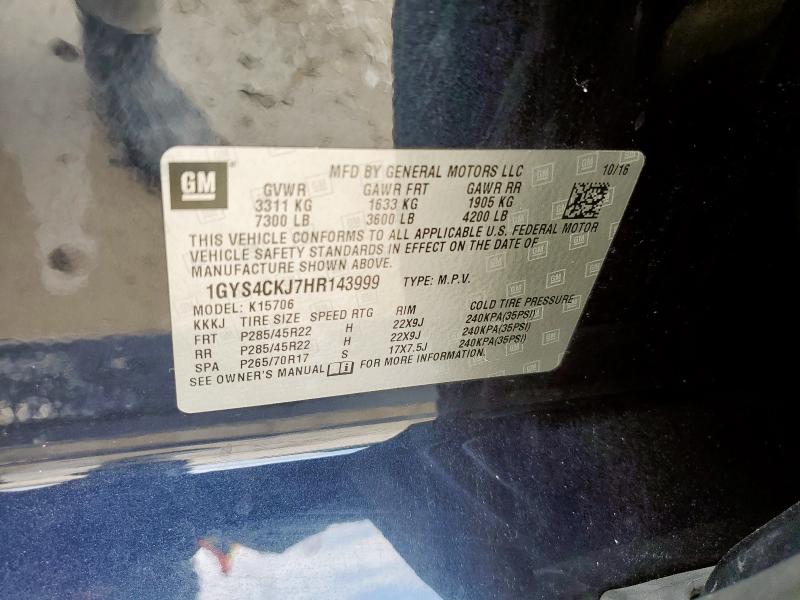 GM
MFD BY GENERAL MOTORS LLC 10/16
GVWR GAWR FRT GAWR RR
3311 KG 1633 KG 1905 KG
7300 LB 3600 LB 4200 LB
THIS VEHICLE CONFORMS TO ALL APPLICABLE U.S. FEDERAL MOTOR
VEHICLE SAFETY STANDARDS IN EFFECT ON THE DATE OF
MANUFACTURE SHOWN ABOVE.
1GYS4CKJ7HR143999 TYPE: M.P.V.
MODEL: K15706
KKKJ TIRE SIZE SPEED RTG RIM COLD TIRE PRESSURE
FRT P285/45R22 H 22X9J 240KPA(35PSI)
RR P285/45R22 H 22X9J 240KPA(35PSI)
SPA P265/70R17 S 17X7.5J 240KPA(35PSI)
SEE OWNER'S MANUAL FOR MORE INFORMATION.